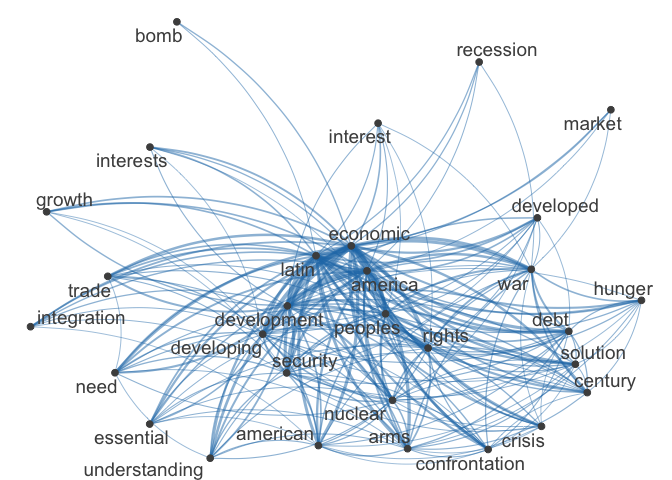 bomb
recession
market
interest
interests
growth
developed
economic
latin
america
war
hunger
trade
integration
development
peoples
debt
rights
developing
security
solution
need
century
nuclear
essential
american
arms
crisis
understanding
confrontation